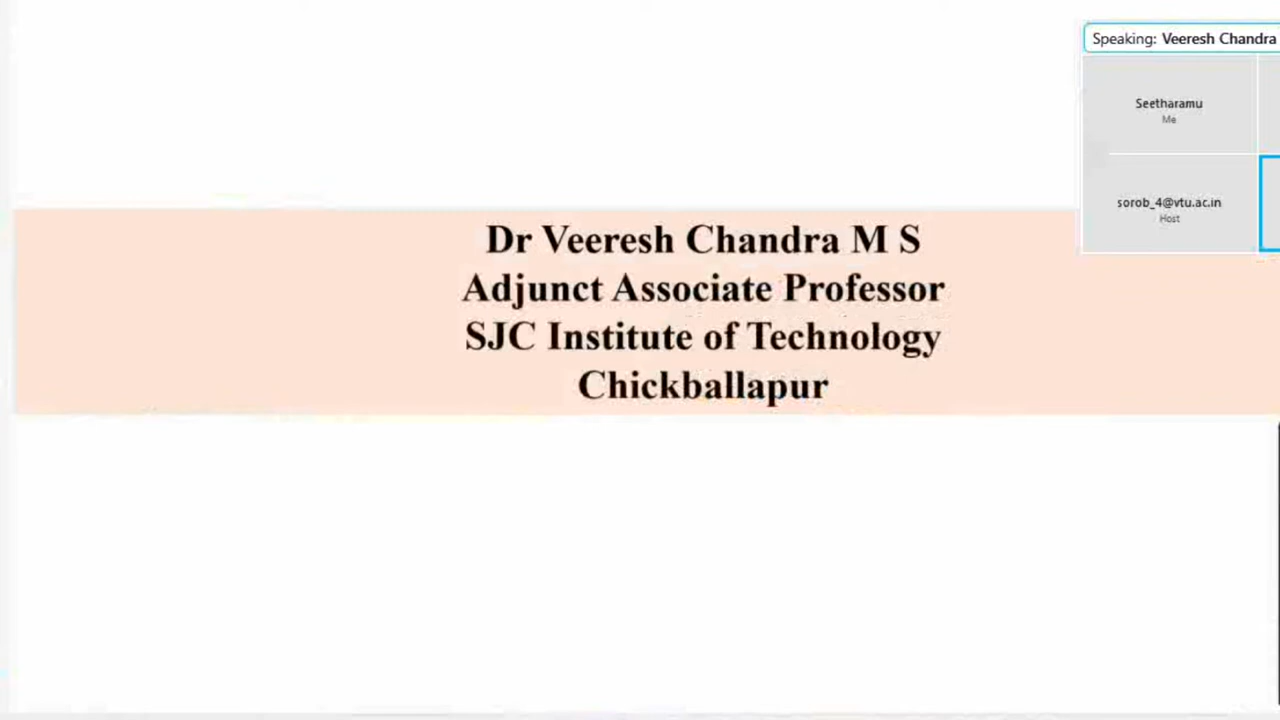 Speaking: Veeresh Chandra
Seetharamu
Me
sorob_4@vtu.ac.in
Host
Dr Veeresh Chandra M S
Adjunct Associate Professor
SJC Institute of Technology
Chickballapur